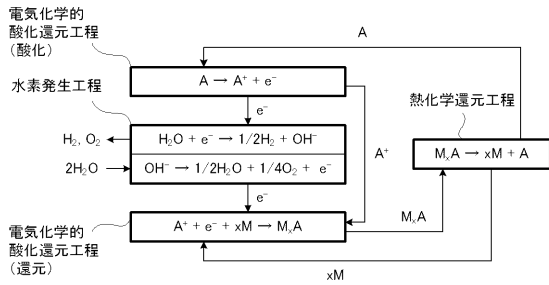 電気化学的
酸化還元工程
(酸化)
A
A → A⁺ + e⁻
水素発生工程
e⁻
熱化学還元工程
H₂, O₂
H₂O + e⁻ → 1/2H₂ + OH⁻
A⁺
MₓA → xM + A
2H₂O
OH⁻ → 1/2H₂O + 1/4O₂ + e⁻
e⁻
電気化学的
酸化還元工程
(還元)
A⁺ + e⁻ + xM → MₓA
MₓA
xM